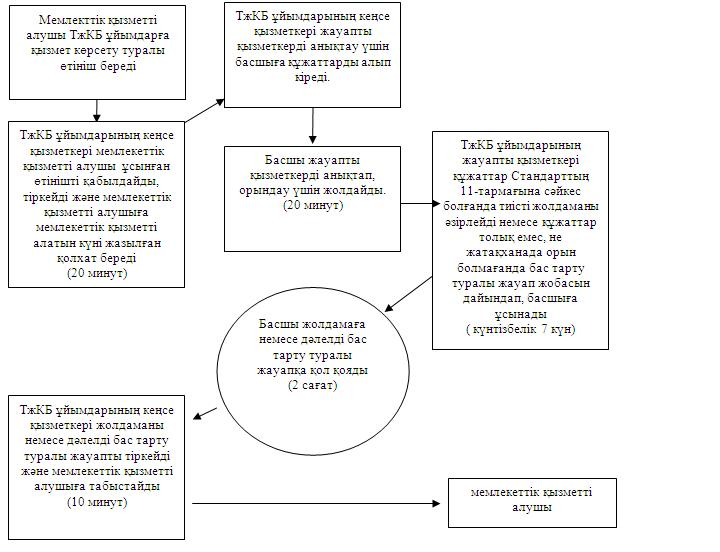 Мемлекттік қызметті
алушы ТжКБ ұйымдарға
қызмет көрсету туралы
өтініш береді
ТжКБ ұйымдарының кеңсе
қызметкері мемлекеттік
қызметті алушы ұсынған
өтінішті қабылдайды,
тіркейді және мемлекеттік
қызметті алушыға
мемлекеттік қызметті
алатын күні жазылған
қолхат береді
(20 минут)
ТжКБ ұйымдарының кеңсе
қызметкері жауапты
қызметкерді анықтау үшін
басшыға құжаттарды алып
кіреді.
Басшы жауапты
қызметкерді анықтап,
орындау үшін жолдайды.
(20 минут)
ТжКБ ұйымдарының
жауапты қызметкері
құжаттар Стандарттың
11-тармағына сәйкес
болғанда тиісті жолдаманы
әзірлейді немесе құжаттар
толық емес, не
жатақханада орын
болмағанда бас тарту
туралы жауап жобасын
дайындап, басшыға
ұсынады
( күнтізбелік 7 күн)
Басшы жолдамаға
немесе дәлелді бас
тарту туралы
жауапқа қол қояды
(2 сағат)
ТжКБ ұйымдарының кеңсе
қызметкері жолдаманы
немесе дәлелді бас тарту
туралы жауапты тіркейді
және мемлекеттік қызметті
алушыға табыстайды
(10 минут)
мемлекеттік қызметті
алушы